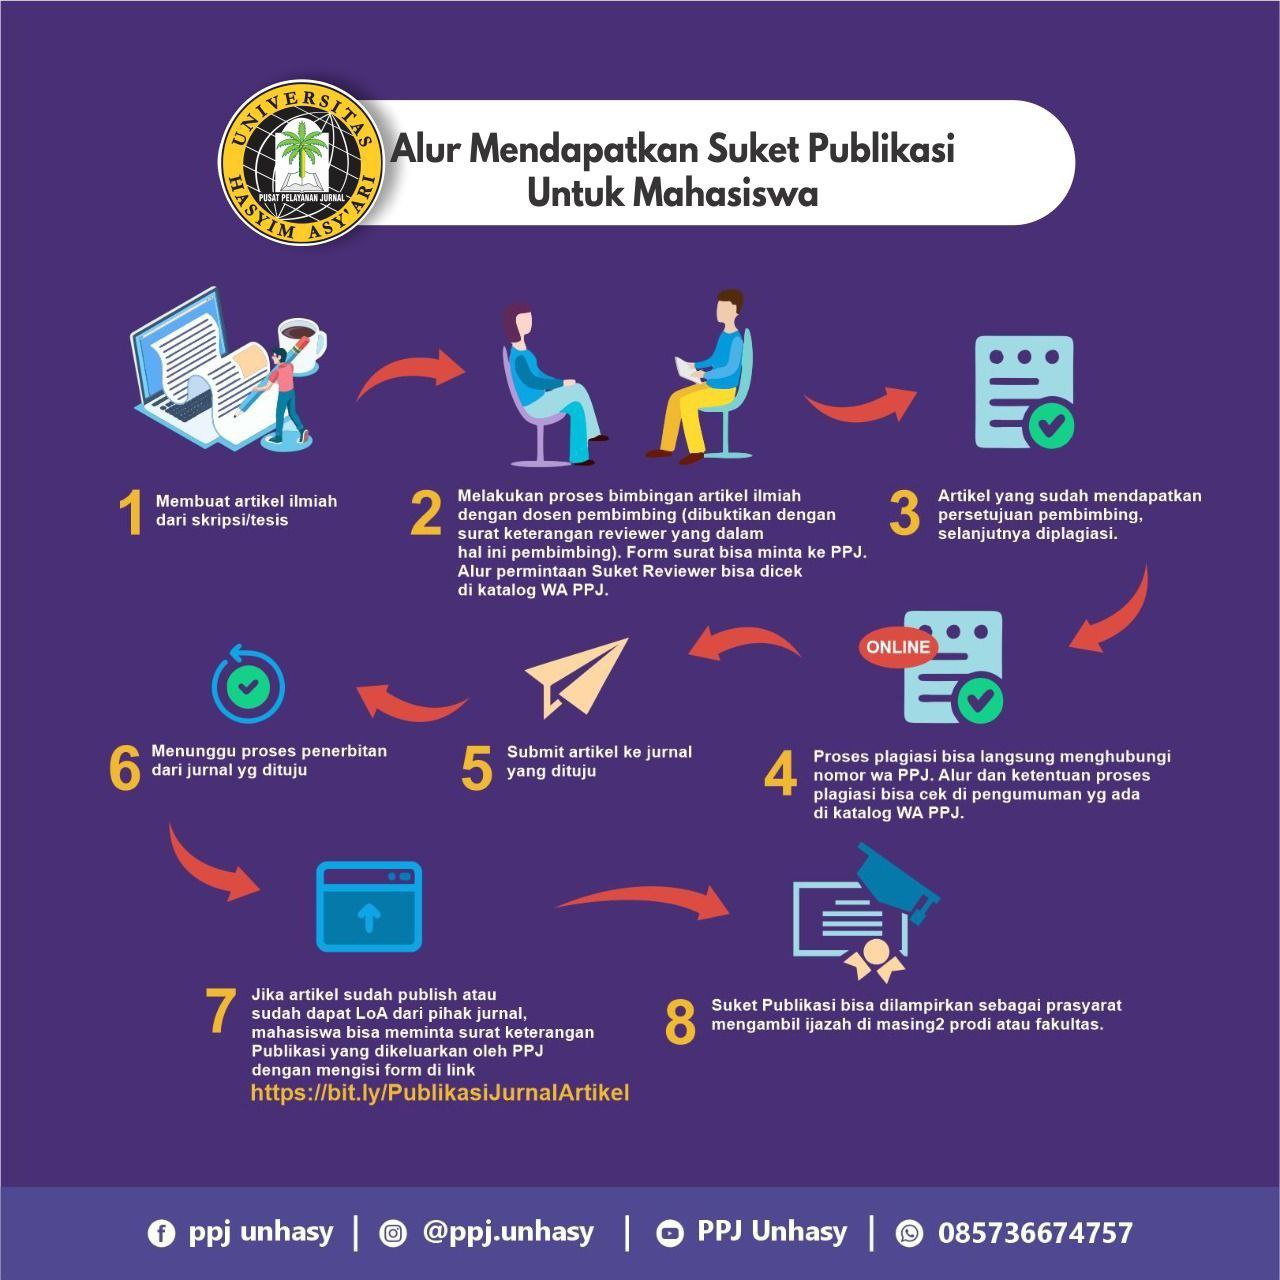 UNIVERSITAS
HASYIM ASY'ARI
PUSAT PELAYANAN JURNAL
Alur Mendapatkan Suket Publikasi
Untuk Mahasiswa
1
Membuat artikel ilmiah
dari skripsi/tesis
2
Melakukan proses bimbingan artikel ilmiah
dengan dosen pembimbing (dibuktikan dengan
surat keterangan reviewer yang dalam
hal ini pembimbing). Form surat bisa minta ke PPJ.
Alur permintaan Suket Reviewer bisa dicek
di katalog WA PPJ.
3
Artikel yang sudah mendapatkan
persetujuan pembimbing,
selanjutnya diplagiasi.
ONLINE
4
Proses plagiasi bisa langsung menghubungi
nomor wa PPJ. Alur dan ketentuan proses
plagiasi bisa cek di pengumuman yg ada
di katalog WA PPJ.
5
Submit artikel ke jurnal
yang dituju
6
Menunggu proses penerbitan
dari jurnal yg dituju
7
Jika artikel sudah publish atau
sudah dapat LoA dari pihak jurnal,
mahasiswa bisa meminta surat keterangan
Publikasi yang dikeluarkan oleh PPJ
dengan mengisi form di link
https://bit.ly/PublikasiJurnalArtikel
8
Suket Publikasi bisa dilampirkan sebagai prasyarat
mengambil ijazah di masing2 prodi atau fakultas.
ppj unhasy | @ppj.unhasy | PPJ Unhasy | 085736674757